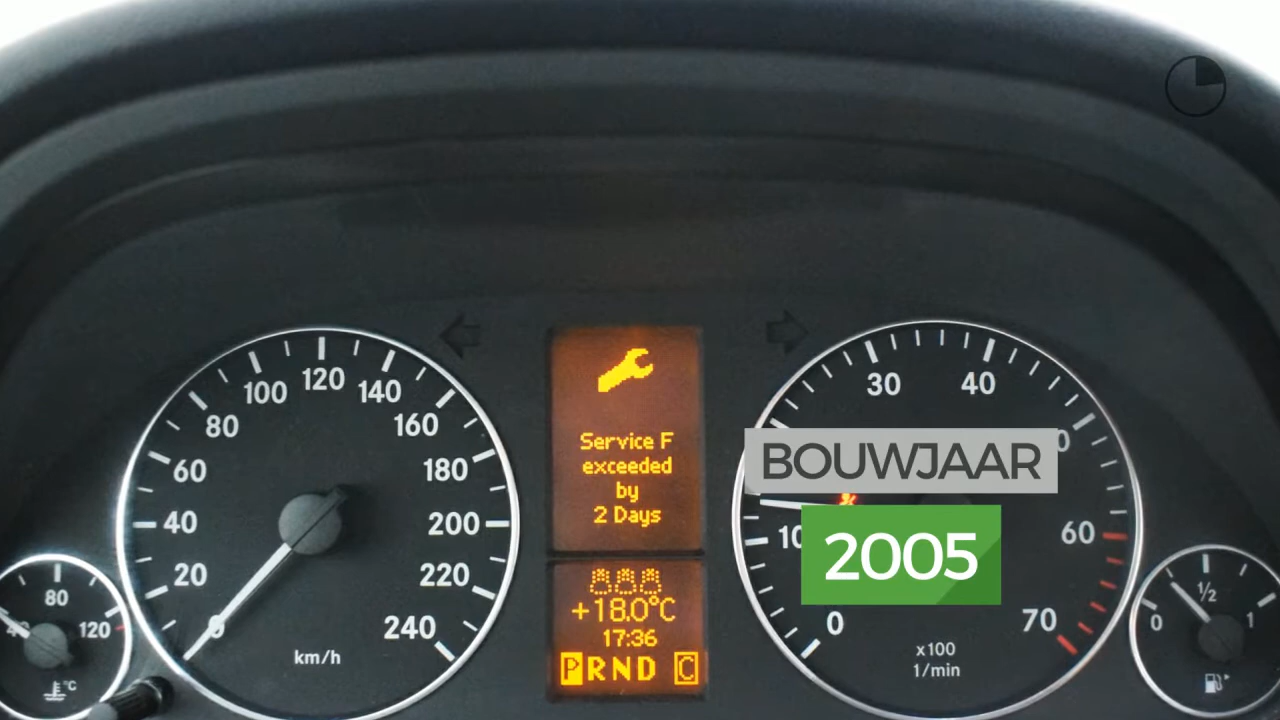 100
120
140
80
160
60
180
40
200
20
220
0
240
km/h
80
40
120
°C
Service F
exceeded
by
2 Days
+18.0°C
17:36
PRND C
30
40
BOUWJAAR
2005
60
0
70
x100
1/min
0
1/2
1